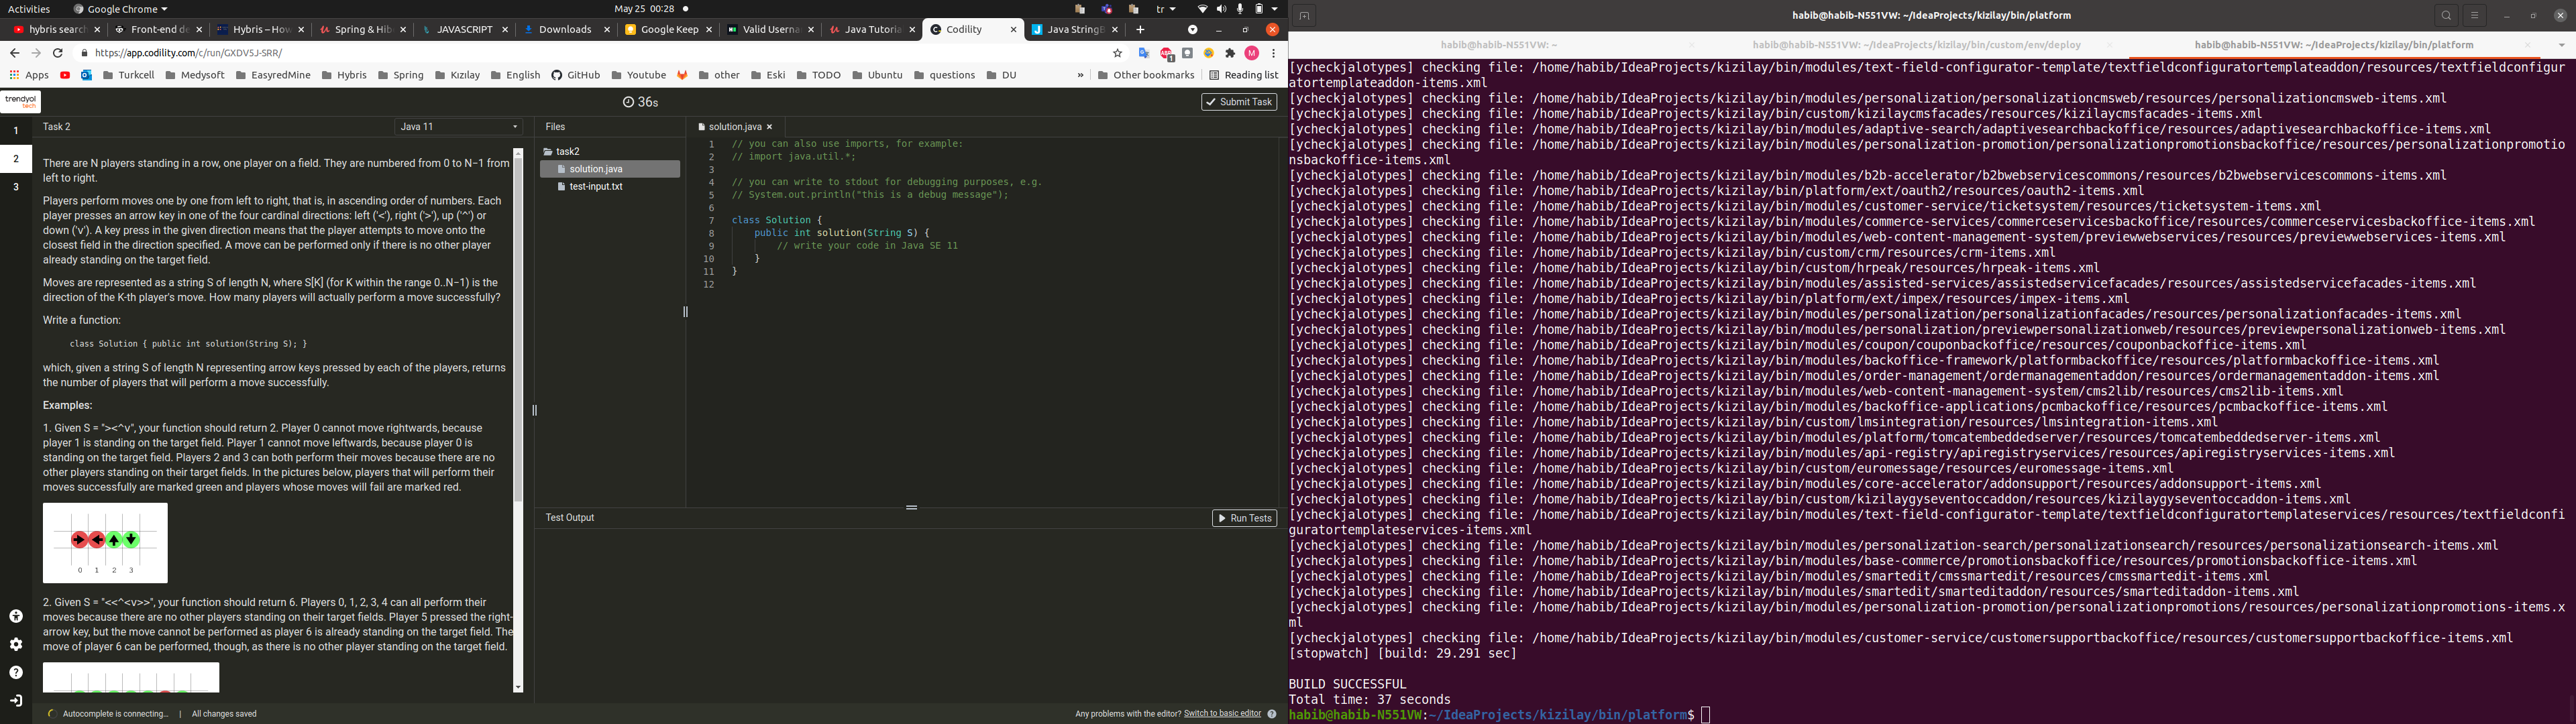 Activities
Google Chrome
May 25 00:28
tr
hybris search
Front-end de
Hybris – How
Spring & Hib
JAVASCRIPT
Downloads
Google Keep
Valid Userna
Java Tutoria
Codility
Java StringB
https://app.codility.com/c/run/GXDV5J-SRR/
Apps
Turkcell
Medysoft
EasyredMine
Hybris
Spring
Kızılay
English
GitHub
Youtube
other
Eski
TODO
Ubuntu
questions
DU
»
Other bookmarks
Reading list
trendyol
tech
36s
Submit Task
1
2
3
Task 2
Java 11
There are N players standing in a row, one player on a field. They are numbered from 0 to N−1 from
left to right.
Players perform moves one by one from left to right, that is, in ascending order of numbers. Each
player presses an arrow key in one of the four cardinal directions: left ('<'), right ('>'), up ('^') or
down ('v'). A key press in the given direction means that the player attempts to move onto the
closest field in the direction specified. A move can be performed only if there is no other player
already standing on the target field.
Moves are represented as a string S of length N, where S[K] (for K within the range 0..N−1) is the
direction of the K-th player's move. How many players will actually perform a move successfully?
Write a function:
class Solution { public int solution(String S); }
which, given a string S of length N representing arrow keys pressed by each of the players, returns
the number of players that will perform a move successfully.
Examples:
1. Given S = "><^v", your function should return 2. Player 0 cannot move rightwards, because
player 1 is standing on the target field. Player 1 cannot move leftwards, because player 0 is
standing on the target field. Players 2 and 3 can both perform their moves because there are no
other players standing on their target fields. In the pictures below, players that will perform their
moves successfully are marked green and players whose moves will fail are marked red.
0 1 2 3
2. Given S = "<<^<v>>", your function should return 6. Players 0, 1, 2, 3, 4 can all perform their
moves because there are no other players standing on their target fields. Player 5 pressed the right-
arrow key, but the move cannot be performed as player 6 is already standing on the target field. The
move of player 6 can be performed, though, as there is no other player standing on the target field.
Files
task2
solution.java
test-input.txt
solution.java
1 // you can also use imports, for example:
2 // import java.util.*;
3
4 // you can write to stdout for debugging purposes, e.g.
5 // System.out.println("this is a debug message");
6
7 class Solution {
8 public int solution(String S) {
9 // write your code in Java SE 11
10 }
11 }
12
Test Output
Run Tests
Autocomplete is connecting... | All changes saved
Any problems with the editor? Switch to basic editor
habib@habib-N551VW: ~/IdeaProjects/kizilay/bin/platform
habib@habib-N551VW: ~
habib@habib-N551VW: ~/IdeaProjects/kizilay/bin/custom/env/deploy
habib@habib-N551VW: ~/IdeaProjects/kizilay/bin/platform
[ycheckjalotypes] checking file: /home/habib/IdeaProjects/kizilay/bin/modules/text-field-configurator-template/textfieldconfiguratortemplateaddon/resources/textfieldconfigur
atortemplateaddon-items.xml
[ycheckjalotypes] checking file: /home/habib/IdeaProjects/kizilay/bin/modules/personalization/personalizationcmsweb/resources/personalizationcmsweb-items.xml
[ycheckjalotypes] checking file: /home/habib/IdeaProjects/kizilay/bin/custom/kizilaycmsfacades/resources/kizilaycmsfacades-items.xml
[ycheckjalotypes] checking file: /home/habib/IdeaProjects/kizilay/bin/modules/adaptive-search/adaptivesearchbackoffice/resources/adaptivesearchbackoffice-items.xml
[ycheckjalotypes] checking file: /home/habib/IdeaProjects/kizilay/bin/modules/personalization-promotion/personalizationpromotionsbackoffice/resources/personalizationpromotio
nsbackoffice-items.xml
[ycheckjalotypes] checking file: /home/habib/IdeaProjects/kizilay/bin/modules/b2b-accelerator/b2bwebservicescommons/resources/b2bwebservicescommons-items.xml
[ycheckjalotypes] checking file: /home/habib/IdeaProjects/kizilay/bin/platform/ext/oauth2/resources/oauth2-items.xml
[ycheckjalotypes] checking file: /home/habib/IdeaProjects/kizilay/bin/modules/customer-service/ticketsystem/resources/ticketsystem-items.xml
[ycheckjalotypes] checking file: /home/habib/IdeaProjects/kizilay/bin/modules/commerce-services/commerceservicesbackoffice/resources/commerceservicesbackoffice-items.xml
[ycheckjalotypes] checking file: /home/habib/IdeaProjects/kizilay/bin/modules/web-content-management-system/previewwebservices/resources/previewwebservices-items.xml
[ycheckjalotypes] checking file: /home/habib/IdeaProjects/kizilay/bin/custom/crm/resources/crm-items.xml
[ycheckjalotypes] checking file: /home/habib/IdeaProjects/kizilay/bin/custom/hrpeak/resources/hrpeak-items.xml
[ycheckjalotypes] checking file: /home/habib/IdeaProjects/kizilay/bin/modules/assisted-services/assistedservicefacades/resources/assistedservicefacades-items.xml
[ycheckjalotypes] checking file: /home/habib/IdeaProjects/kizilay/bin/platform/ext/impex/resources/impex-items.xml
[ycheckjalotypes] checking file: /home/habib/IdeaProjects/kizilay/bin/modules/personalization/personalizationfacades/resources/personalizationfacades-items.xml
[ycheckjalotypes] checking file: /home/habib/IdeaProjects/kizilay/bin/modules/personalization/previewpersonalizationweb/resources/previewpersonalizationweb-items.xml
[ycheckjalotypes] checking file: /home/habib/IdeaProjects/kizilay/bin/modules/coupon/couponbackoffice/resources/couponbackoffice-items.xml
[ycheckjalotypes] checking file: /home/habib/IdeaProjects/kizilay/bin/modules/backoffice-framework/platformbackoffice/resources/platformbackoffice-items.xml
[ycheckjalotypes] checking file: /home/habib/IdeaProjects/kizilay/bin/modules/order-management/ordermanagementaddon/resources/ordermanagementaddon-items.xml
[ycheckjalotypes] checking file: /home/habib/IdeaProjects/kizilay/bin/modules/web-content-management-system/cms2lib/resources/cms2lib-items.xml
[ycheckjalotypes] checking file: /home/habib/IdeaProjects/kizilay/bin/modules/backoffice-applications/pcmbackoffice/resources/pcmbackoffice-items.xml
[ycheckjalotypes] checking file: /home/habib/IdeaProjects/kizilay/bin/custom/lmsintegration/resources/lmsintegration-items.xml
[ycheckjalotypes] checking file: /home/habib/IdeaProjects/kizilay/bin/modules/platform/tomcatembeddedserver/resources/tomcatembeddedserver-items.xml
[ycheckjalotypes] checking file: /home/habib/IdeaProjects/kizilay/bin/modules/api-registry/apiregistryservices/resources/apiregistryservices-items.xml
[ycheckjalotypes] checking file: /home/habib/IdeaProjects/kizilay/bin/custom/euromessage/resources/euromessage-items.xml
[ycheckjalotypes] checking file: /home/habib/IdeaProjects/kizilay/bin/modules/core-accelerator/addonsupport/resources/addonsupport-items.xml
[ycheckjalotypes] checking file: /home/habib/IdeaProjects/kizilay/bin/custom/kizilaygyseventoccaddon/resources/kizilaygyseventoccaddon-items.xml
[ycheckjalotypes] checking file: /home/habib/IdeaProjects/kizilay/bin/modules/text-field-configurator-template/textfieldconfiguratortemplateservices/resources/textfieldconfi
guratortemplateservices-items.xml
[ycheckjalotypes] checking file: /home/habib/IdeaProjects/kizilay/bin/modules/personalization-search/personalizationsearch/resources/personalizationsearch-items.xml
[ycheckjalotypes] checking file: /home/habib/IdeaProjects/kizilay/bin/modules/base-commerce/promotionsbackoffice/resources/promotionsbackoffice-items.xml
[ycheckjalotypes] checking file: /home/habib/IdeaProjects/kizilay/bin/modules/smartedit/cmssmartedit/resources/cmssmartedit-items.xml
[ycheckjalotypes] checking file: /home/habib/IdeaProjects/kizilay/bin/modules/smartedit/smarteditaddon/resources/smarteditaddon-items.xml
[ycheckjalotypes] checking file: /home/habib/IdeaProjects/kizilay/bin/modules/personalization-promotion/personalizationpromotions/resources/personalizationpromotions-items.x
ml
[ycheckjalotypes] checking file: /home/habib/IdeaProjects/kizilay/bin/modules/customer-service/customersupportbackoffice/resources/customersupportbackoffice-items.xml
[stopwatch] [build: 29.291 sec]
BUILD SUCCESSFUL
Total time: 37 seconds
habib@habib-N551VW:~/IdeaProjects/kizilay/bin/platform$